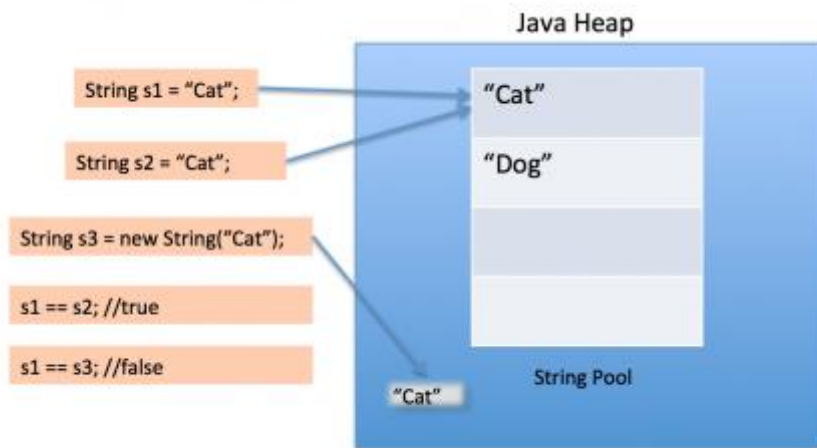 Java Heap
String s1 = “Cat”;
String s2 = “Cat”;
String s3 = new String(“Cat”);
s1 == s2; //true
s1 == s3; //false
“Cat”
“Dog”
String Pool
“Cat”